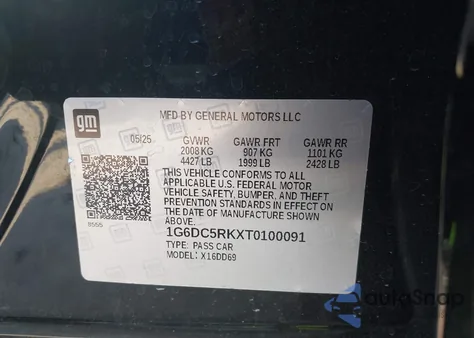 gm
MFD BY GENERAL MOTORS LLC
05/25 GVWR GAWR FRT GAWR RR
2008 KG 907 KG 1101 KG
4427 LB 1999 LB 2428 LB
THIS VEHICLE CONFORMS TO ALL
APPLICABLE U.S. FEDERAL MOTOR
VEHICLE SAFETY, BUMPER, AND THEFT
PREVENTION STANDARDS IN EFFECT ON
THE DATE OF MANUFACTURE SHOWN
ABOVE.
1G6DC5RKXT0100091
TYPE: PASS CAR
MODEL: X16DD69
AutoSnap